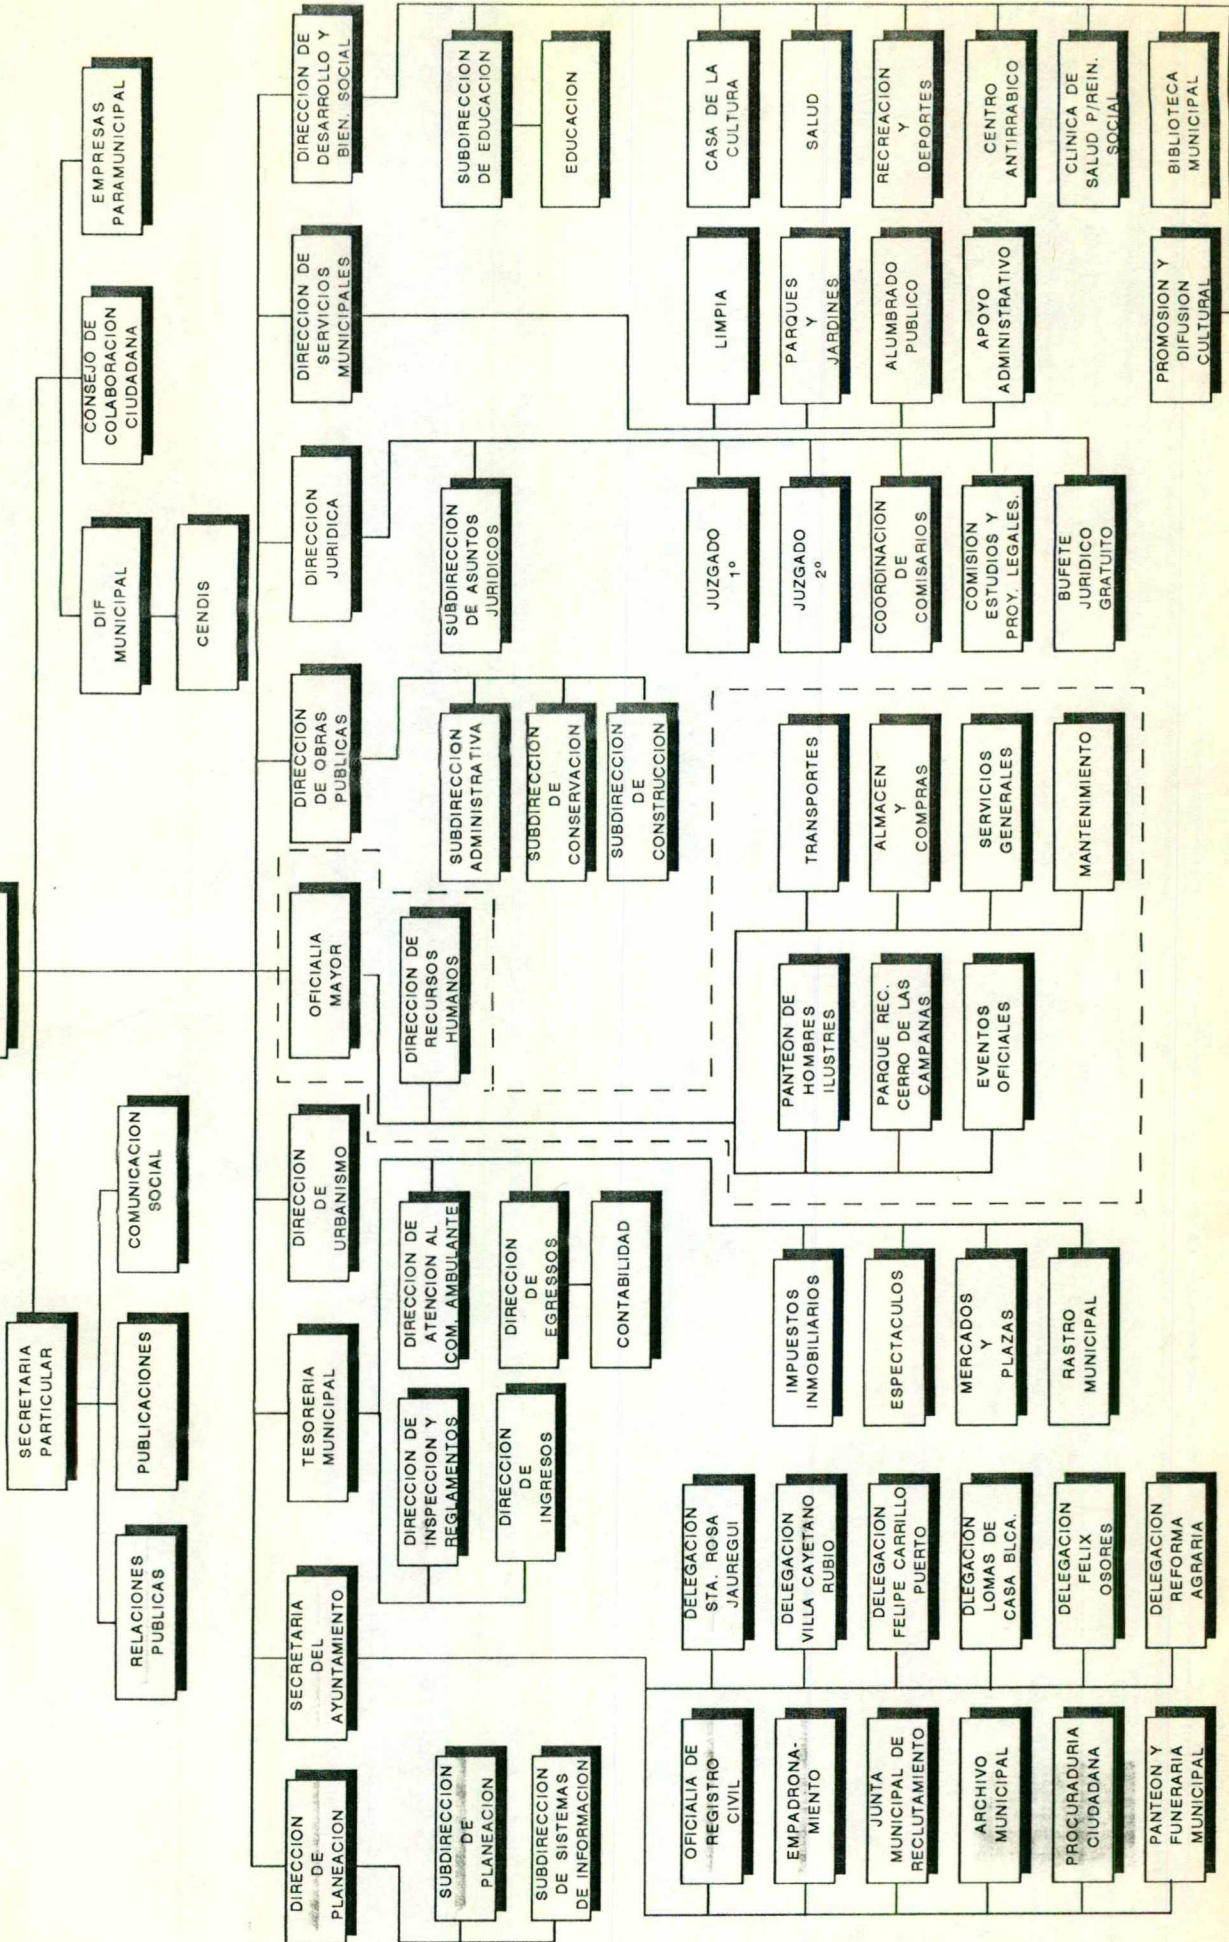 SECRETARIA
PARTICULAR
RELACIONES
PUBLICAS
PUBLICACIONES
COMUNICACION
SOCIAL
DIF
MUNICIPAL
CENDIS
CONSEJO DE
COLABORACION
CIUDADANA
EMPRESAS
PARAMUNICIPAL
DIRECCION
DE
PLANEACION
SECRETARIA
DEL
AYUNTAMIENTO
TESORERIA
MUNICIPAL
DIRECCION
DE
URBANISMO
OFICIALIA
MAYOR
DIRECCION
DE OBRAS
PUBLICAS
DIRECCION
JURIDICA
DIRECCION DE
SERVICIOS
MUNICIPALES
DIRECCION DE
DESARROLLO Y
BIEN. SOCIAL
SUBDIRECCION
DE
PLANEACION
SUBDIRECCION
DE SISTEMAS
DE INFORMACION
OFICIALIA DE
REGISTRO
CIVIL
EMPADRONA-
MIENTO
JUNTA
MUNICIPAL DE
RECLUTAMIENTO
ARCHIVO
MUNICIPAL
PROCURADURIA
CIUDADANA
PANTEON Y
FUNERARIA
MUNICIPAL
DELEGACION
STA. ROSA
JAUREGUI
DELEGACION
VILLA CAYETANO
RUBIO
DELEGACION
FELIPE CARRILLO
PUERTO
DLEGACION
LOMAS DE
CASA BLCA.
DELEGACION
FELIX
OSORES
DELEGACION
REFORMA
AGRARIA
DIRECCION DE
INSPECCION Y
REGLAMENTOS
DIRECCION
DE
INGRESOS
DIRECCION DE
ATENCION AL
COM. AMBULANTE
DIRECCION
DE
EGRESSOS
CONTABILIDAD
IMPUESTOS
INMOBILIARIOS
ESPECTACULOS
MERCADOS
Y
PLAZAS
RASTRO
MUNICIPAL
DIRECCION DE
RECURSOS
HUMANOS
PANTEON DE
HOMBRES
ILUSTRES
PARQUE REC.
CERRO DE LAS
CAMPANAS
EVENTOS
OFICIALES
TRANSPORTES
ALMACEN
Y
COMPRAS
SERVICIOS
GENERALES
MANTENIMIENTO
SUBDIRECCION
ADMINISTRATIVA
SUBDIRECCION
DE
CONSERVACION
SUBDIRECCION
DE
CONSTRUCCION
SUBDIRECCION
DE ASUNTOS
JURIDICOS
JUZGADO
1º
JUZGADO
2º
COORDINACION
DE
COMISARIOS
COMISION
ESTUDIOS Y
PROY. LEGALES.
BUFETE
JURIDICO
GRATUITO
LIMPIA
PARQUES
Y
JARDINES
ALUMBRADO
PUBLICO
APOYO
ADMINISTRATIVO
SUBDIRECCION
DE EDUCACION
EDUCACION
CASA DE LA
CULTURA
SALUD
RECREACION
Y
DEPORTES
CENTRO
ANTIRRABICO
CLINICA DE
SALUD P/REIN.
SOCIAL
BIBLIOTECA
MUNICIPAL
PROMOSION Y
DIFUSION
CULTURAL